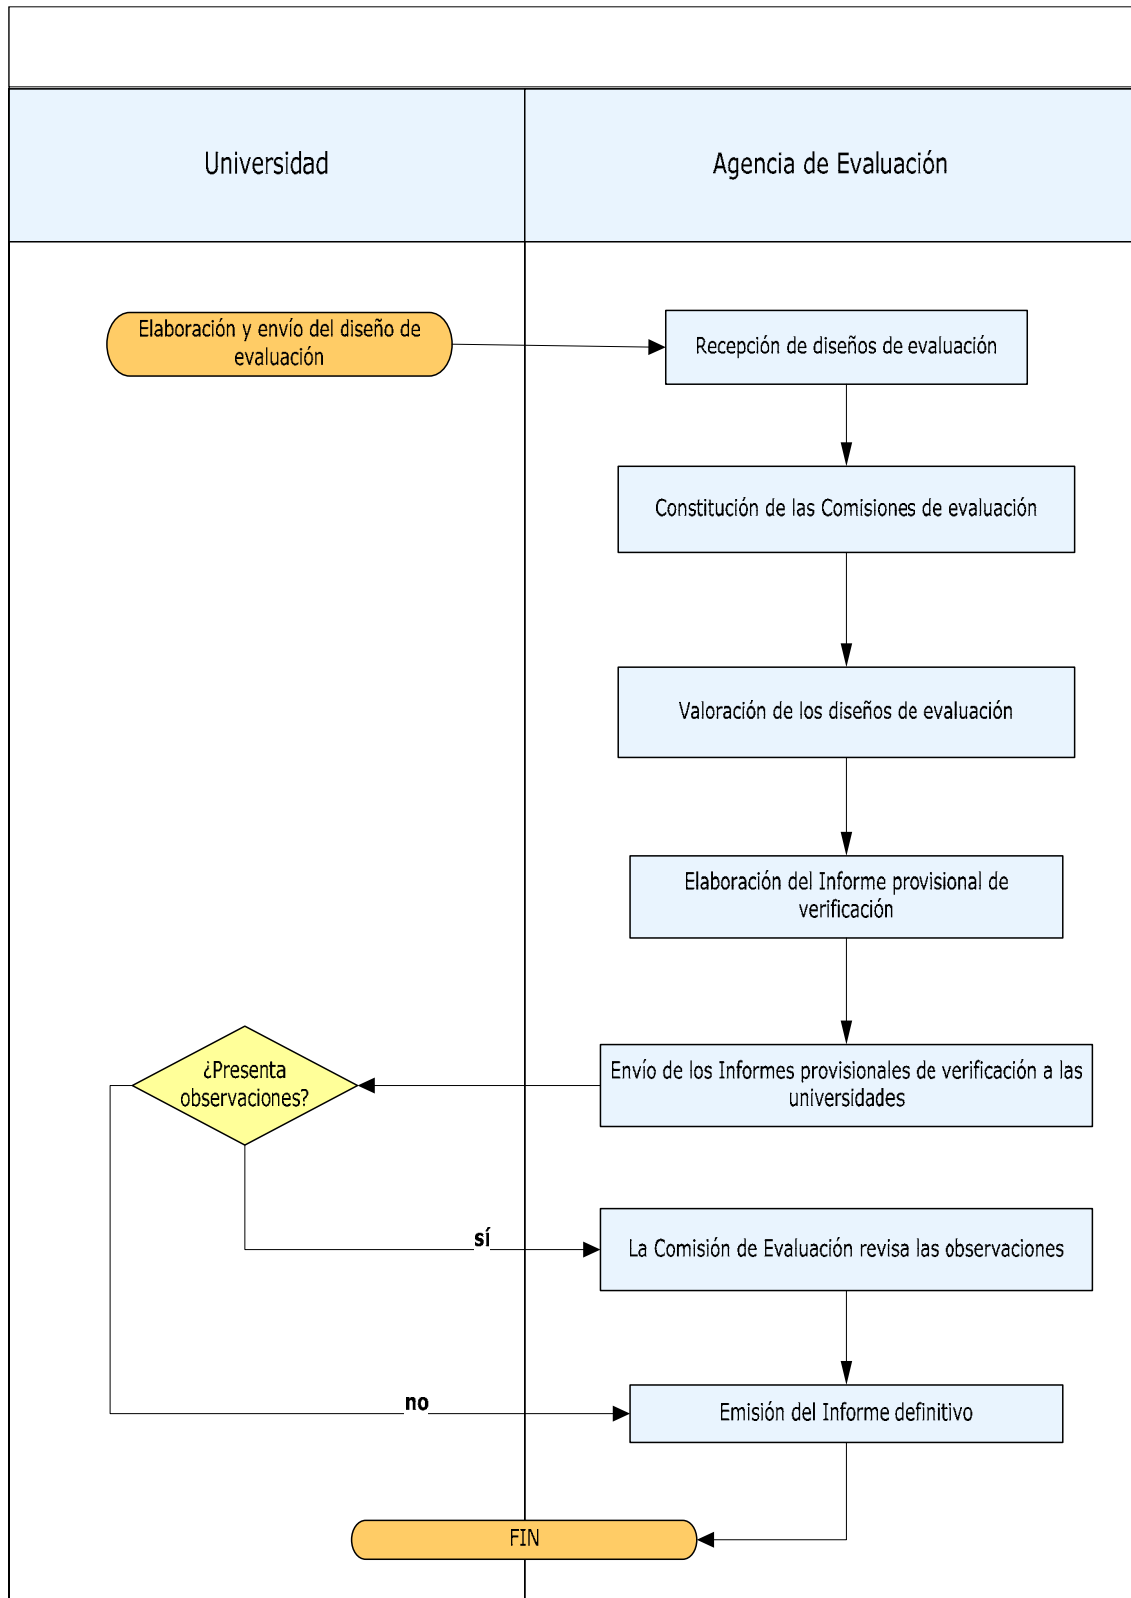 Universidad
Agencia de Evaluación
Elaboración y envío del diseño de
evaluación
Recepción de diseños de evaluación
Constitución de las Comisiones de evaluación
Valoración de los diseños de evaluación
Elaboración del Informe provisional de
verificación
¿Presenta
observaciones?
Envío de los Informes provisionales de verificación a las
universidades
sí
La Comisión de Evaluación revisa las observaciones
no
Emisión del Informe definitivo
FIN